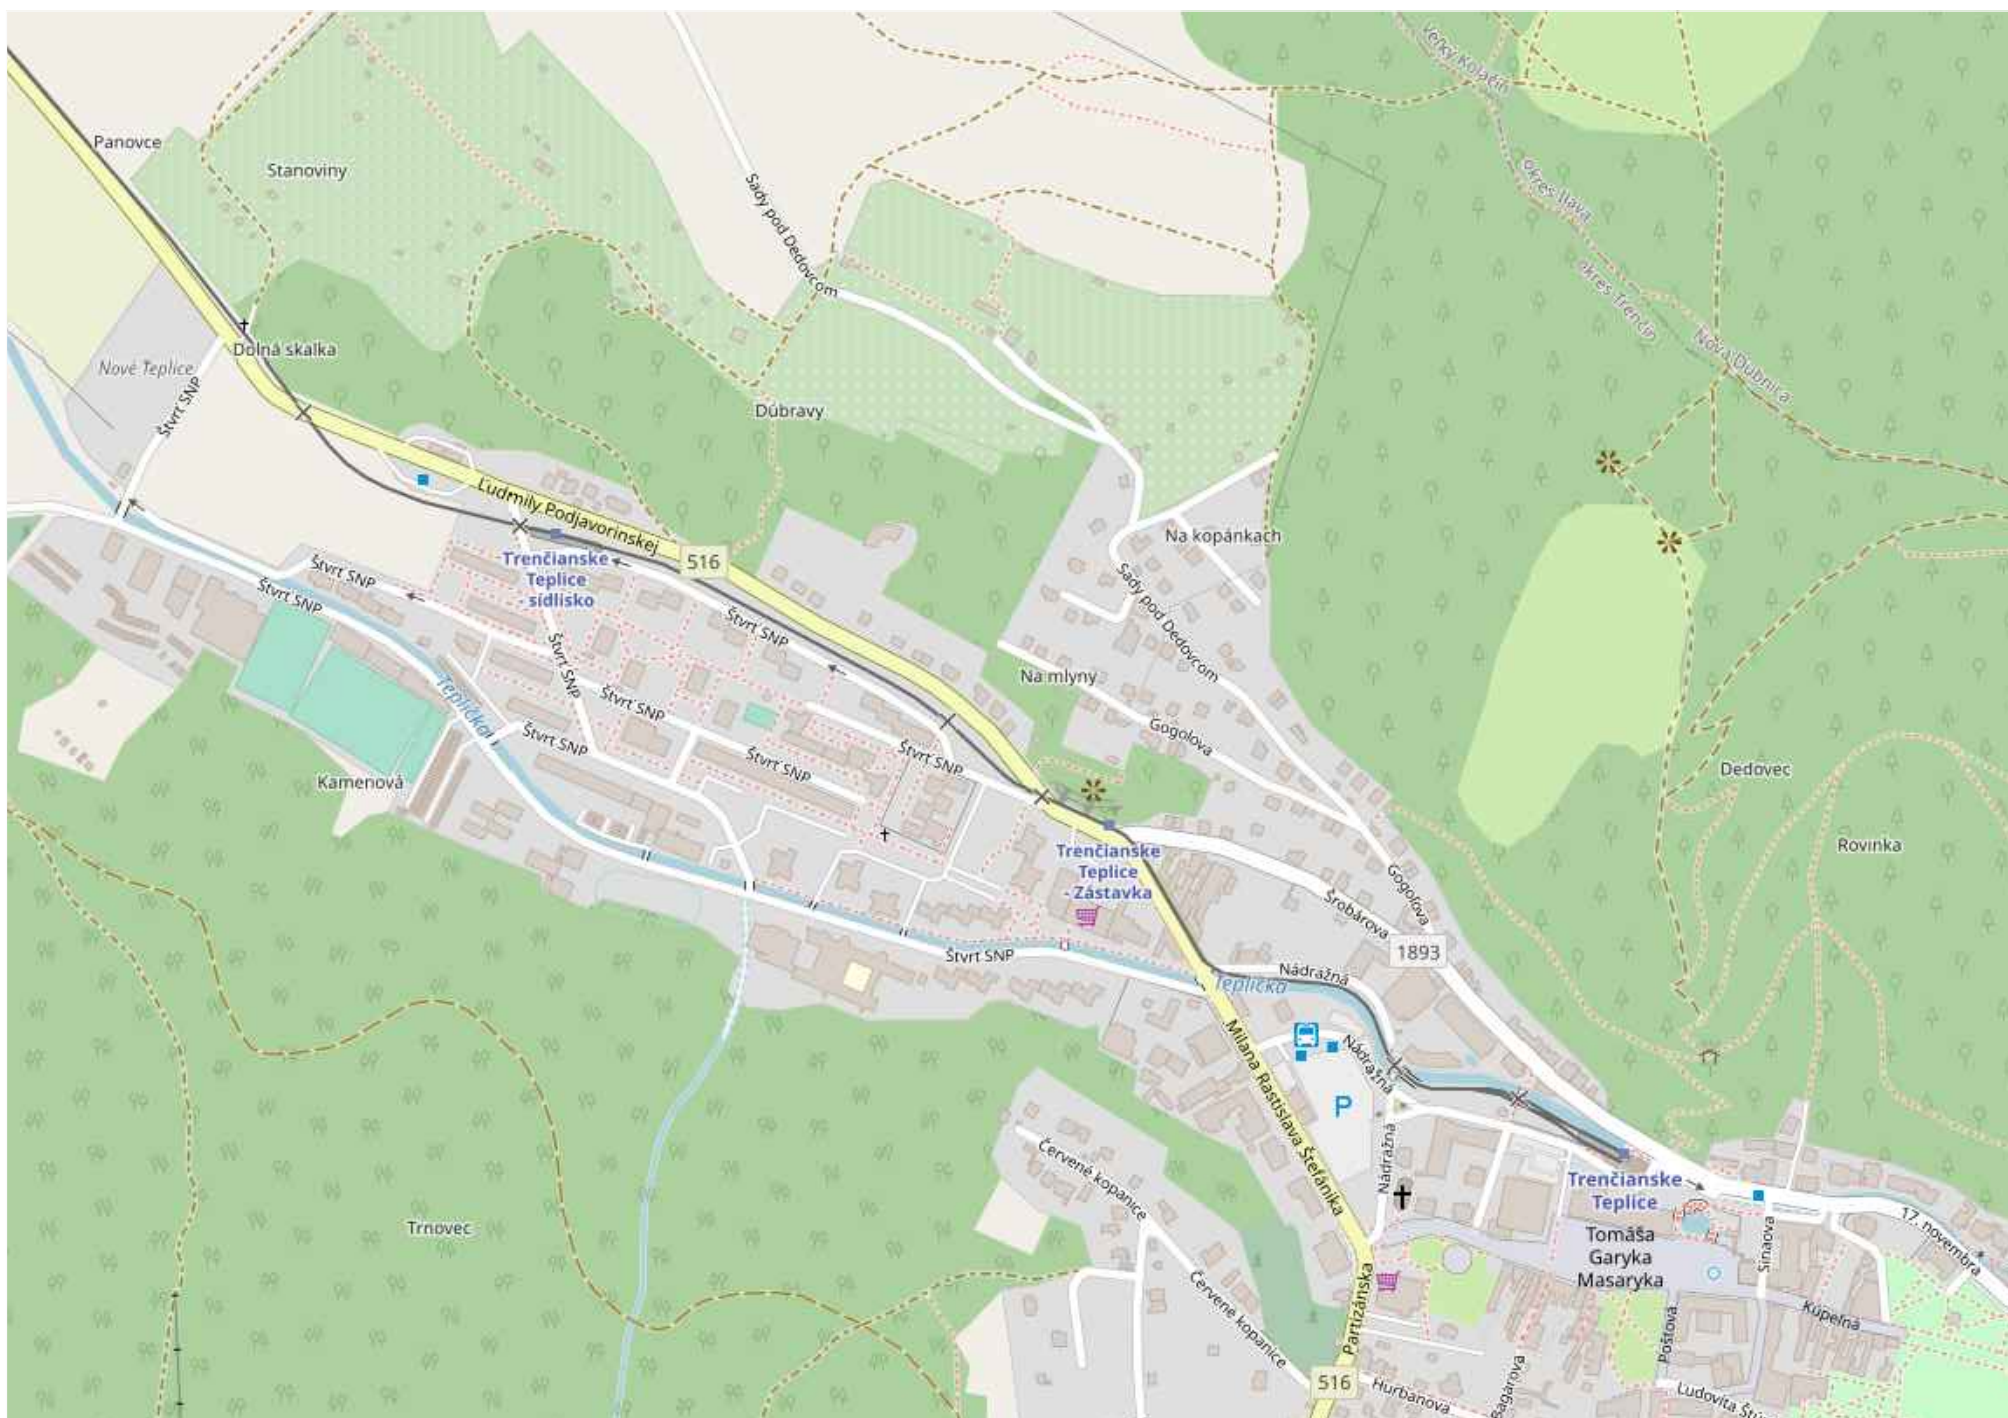 Veľký Kolačín
Panovce
Stanoviny
Sady pod Dedovcom
okres Ilava
okres Trenčín
Nová Dubnica
Dolná skalka
Nové Teplice
Štvrť SNP
Dúbravy
Ľudmily Podjavorinskej
Na kopánkach
Trenčianske
Teplice
- sídlisko
516
Štvrť SNP
Štvrť SNP
Štvrť SNP
Sady pod Dedovcom
Štvrť SNP
Na mlyny
Teplička
Štvrť SNP
Gogoľova
Štvrť SNP
Štvrť SNP
Štvrť SNP
Kamenová
Dedovec
Rovinka
Trenčianske
Teplice
- Zástavka
Gogoľova
Šrobárova
1893
Štvrť SNP
Nádražná
Teplička
Milana Rastislava Štefánika
Nádražná
P
Nádražná
Červené kopanice
Trenčianske
Teplice
Trnovec
17. novembra
Tomáša
Garyka
Masaryka
Sinaova
Červené kopanice
Partizánska
Kúpeľná
Poštová
516
Hurbanova
Bagarova
Ľudovíta Štúra